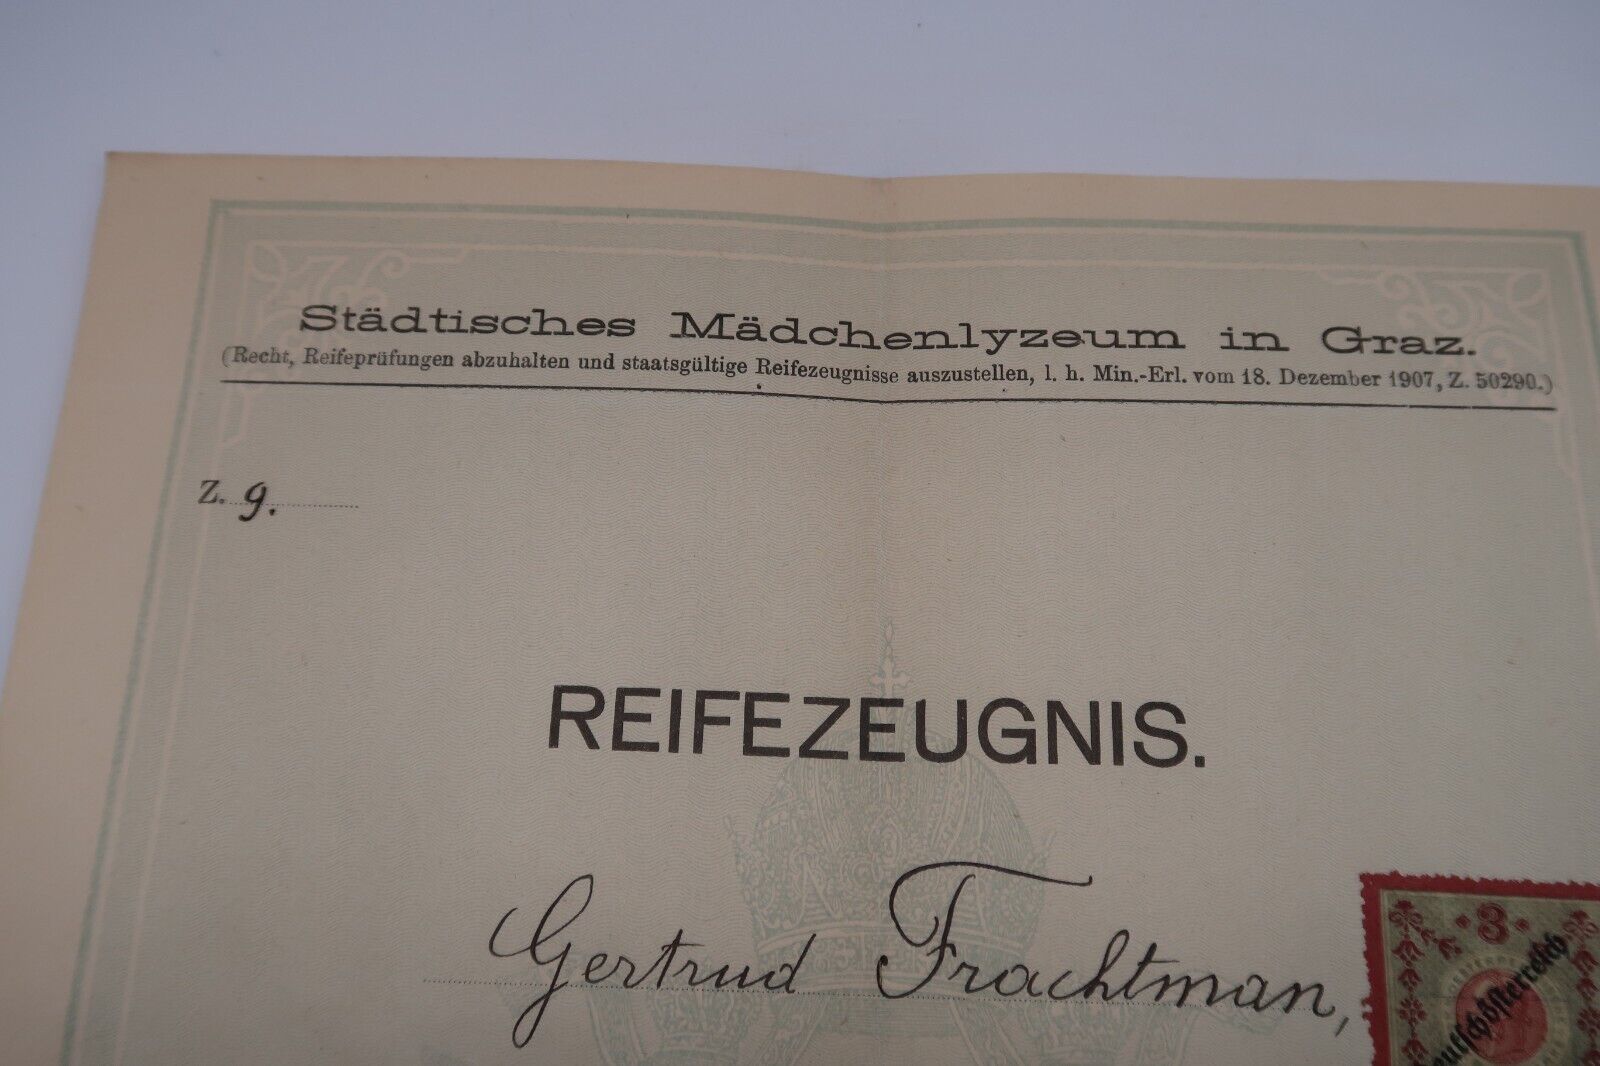 Städtisches Mädchenlyzeum in Graz.
(Recht, Reifeprüfungen abzuhalten und staatsgültige Reifezeugnisse auszustellen, l. h. Min.-Erl. vom 18. Dezember 1907, Z. 50290.)
Z. 9.
REIFEZEUGNIS.
Gertrud Frachtman,
3